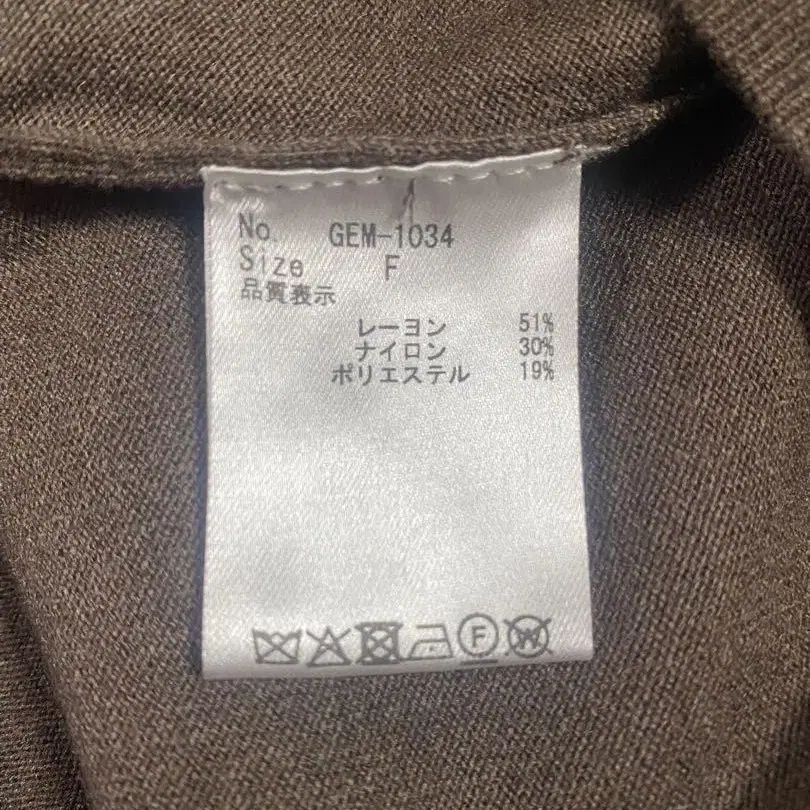 No. GEM-1034
Size F
品質表示
レーヨン 51%
ナイロン 30%
ポリエステル 19%
F W